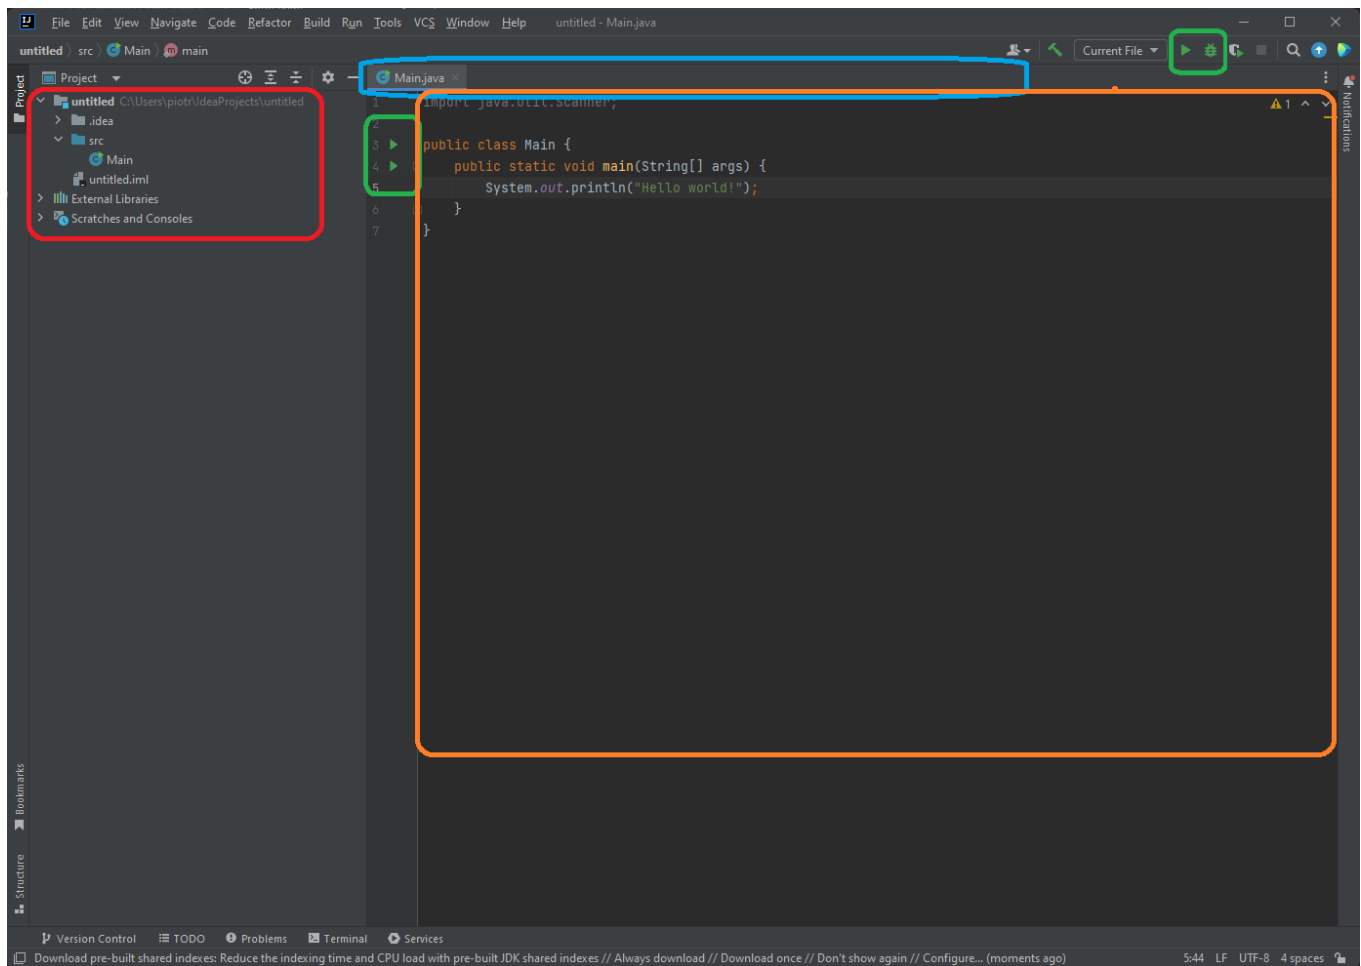 File Edit View Navigate Code Refactor Build Run Tools VCS Window Help untitled - Main.java
untitled src Main main Current File
Project
Project
Main.java
untitled C:\Users\piotr\IdeaProjects\untitled
.idea
src
Main
untitled.iml
External Libraries
Scratches and Consoles
1 import java.util.Scanner;
2
3 public class Main {
4 public static void main(String[] args) {
5 System.out.println("Hello world!");
6 }
7 }
1
Notifications
Bookmarks
Structure
Version Control TODO Problems Terminal Services
Download pre-built shared indexes: Reduce the indexing time and CPU load with pre-built JDK shared indexes // Always download // Download once // Don't show again // Configure... (moments ago) 5:44 LF UTF-8 4 spaces